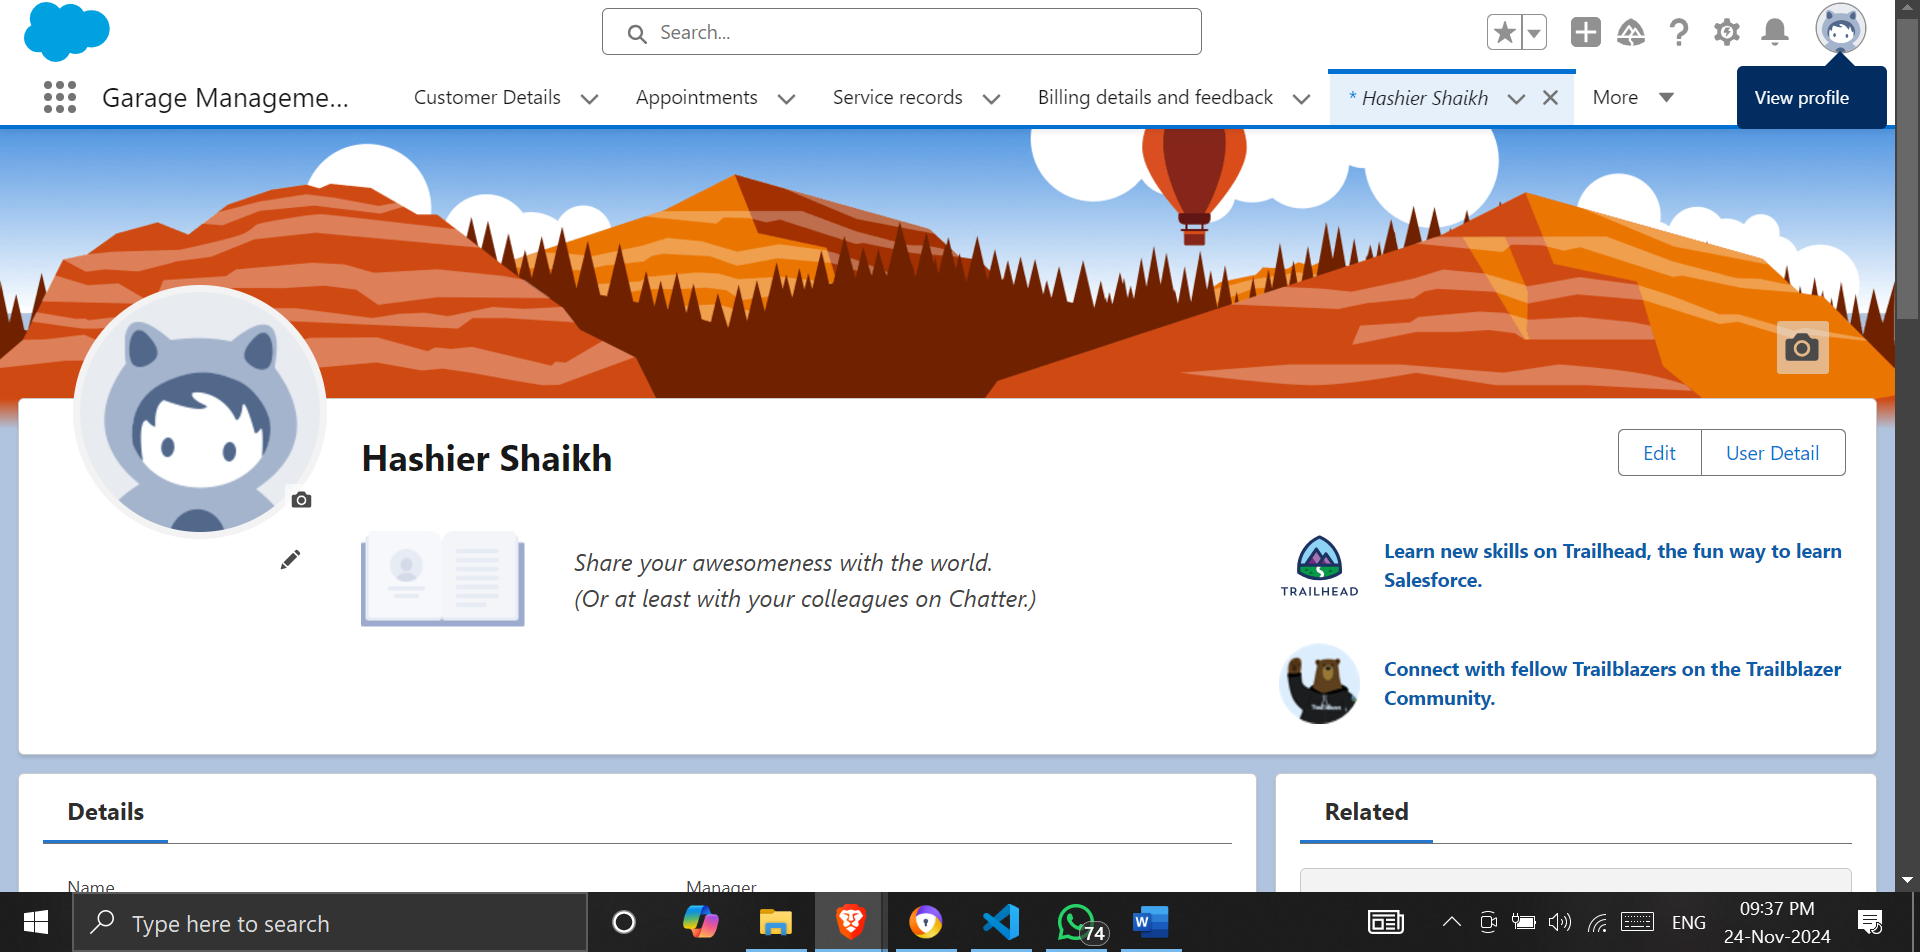 Search...
View profile
Garage Manageme...
Customer Details
Appointments
Service records
Billing details and feedback
* Hashier Shaikh
More
Hashier Shaikh
Edit
User Detail
Share your awesomeness with the world.
(Or at least with your colleagues on Chatter.)
TRAILHEAD
Learn new skills on Trailhead, the fun way to learn
Salesforce.
Connect with fellow Trailblazers on the Trailblazer
Community.
Details
Related
Name
Manager
Type here to search
74
W
ENG
09:37 PM
24-Nov-2024